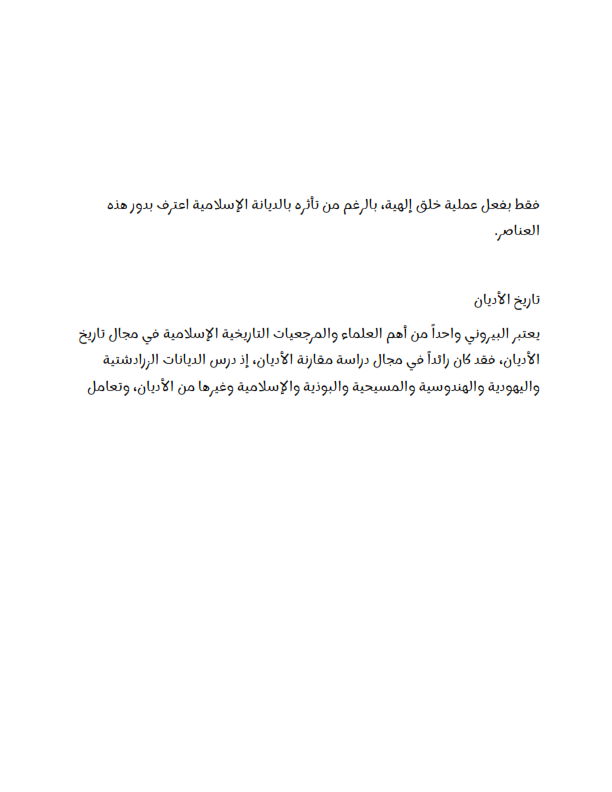 فقط بفعل عملية خلق إلهية، بالرغم من تأثره بالديانة الإسلامية اعترف بدور هذه
العناصر.
تاريخ الأديان
يعتبر البيروني واحداً من أهم العلماء والمرجعيات التاريخية الإسلامية في مجال تاريخ
الأديان، فقد كان رائداً في مجال دراسة مقارنة الأديان، إذ درس الديانات الزرادشتية
واليهودية والهندوسية والمسيحية والبوذية والإسلامية وغيرها من الأديان، وتعامل